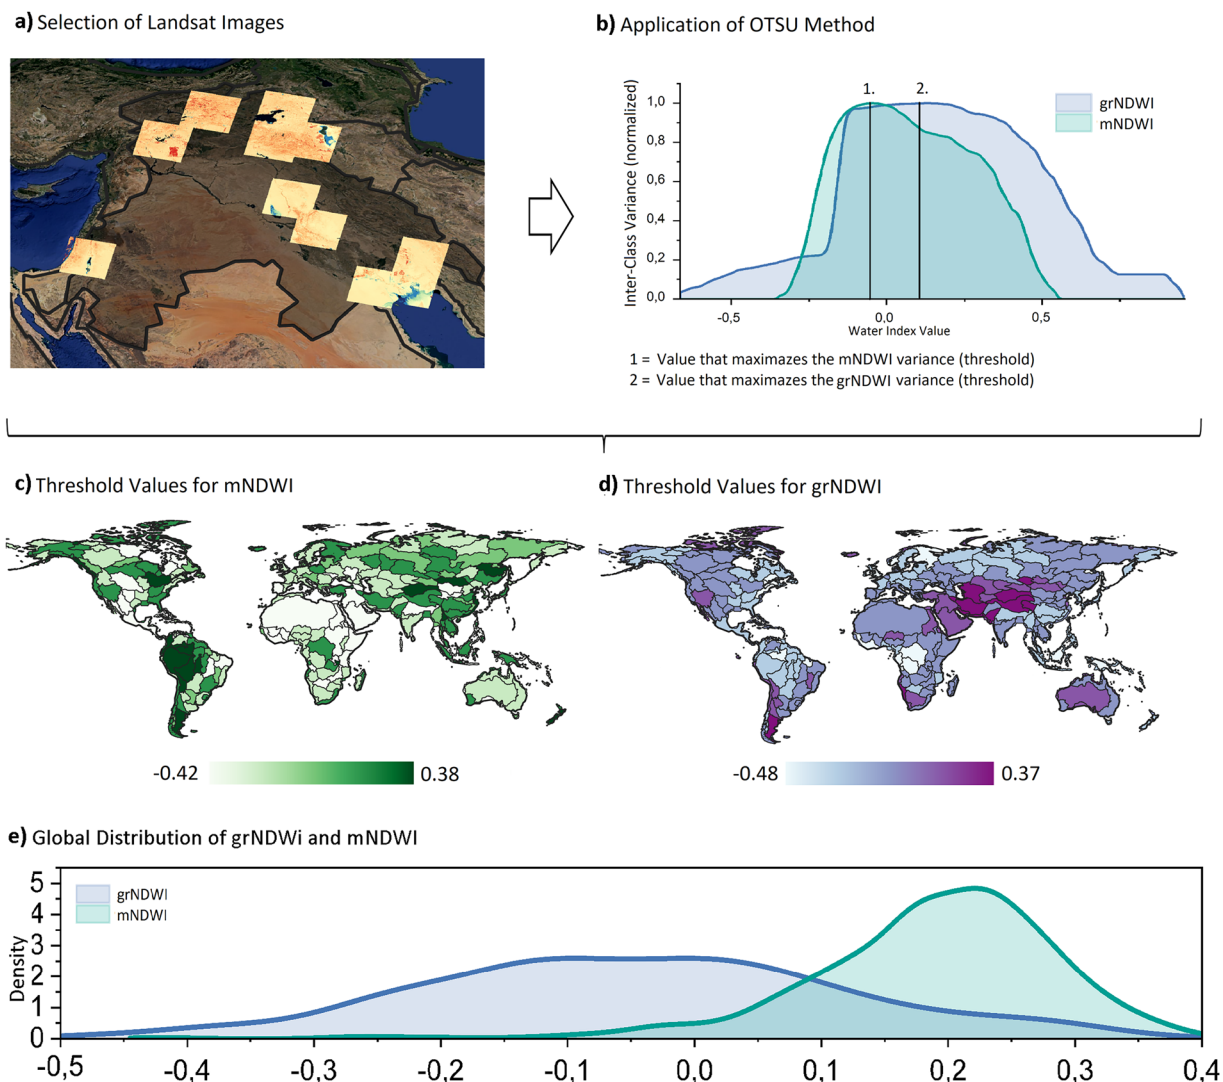 a) Selection of Landsat Images
b) Application of OTSU Method
Inter-Class Variance (normalized)
1,0
0,8
0,6
0,4
0,2
0,0
1.
2.
grNDWI
mNDWI
-0,5
0,0
0,5
Water Index Value
1 = Value that maximazes the mNDWI variance (threshold)
2 = Value that maximazes the grNDWI variance (threshold)
c) Threshold Values for mNDWI
d) Threshold Values for grNDWI
-0.42
0.38
-0.48
0.37
e) Global Distribution of grNDWi and mNDWI
Density
5
4
3
2
1
0
grNDWI
mNDWI
-0,5
-0,4
-0,3
-0,2
-0,1
0,0
0,1
0,2
0,3
0,4